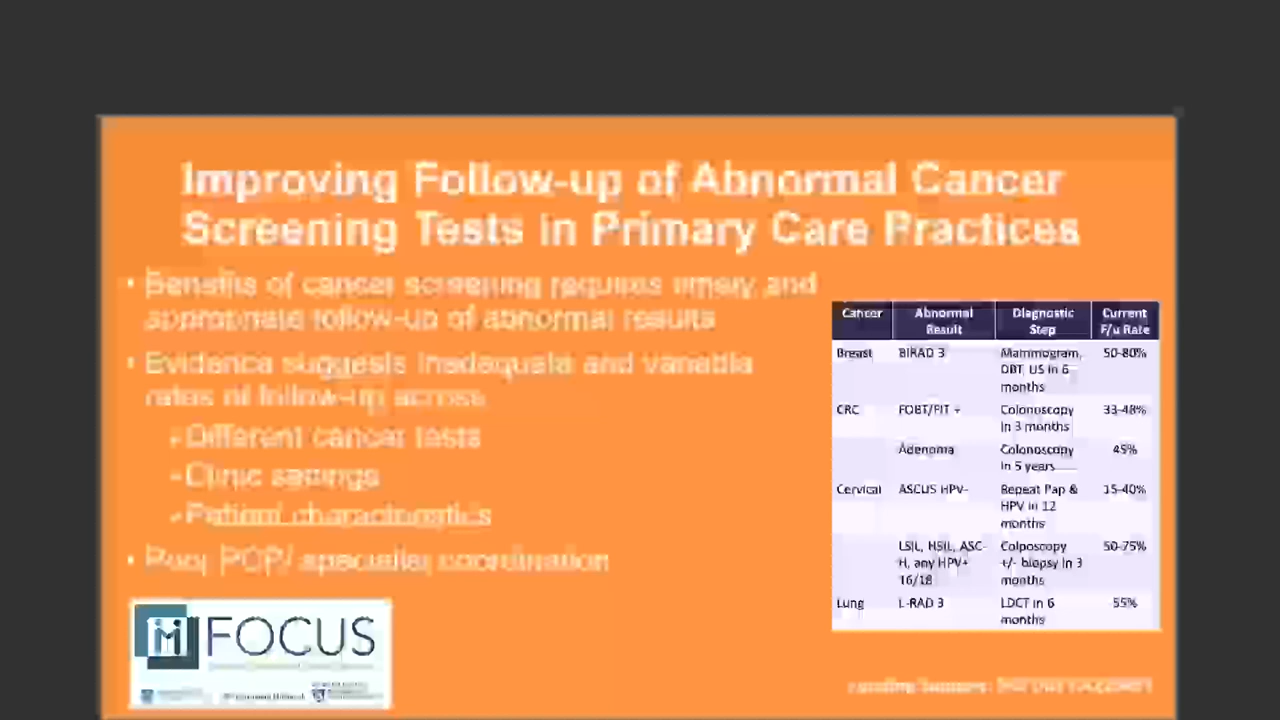 Improving Follow-up of Abnormal Cancer
Screening Tests in Primary Care Practices
• Benefits of cancer screening requires timely and
appropriate follow-up of abnormal results
• Evidence suggests inadequate and variable
rates of follow-up across
Different cancer tests
Clinic settings
Patient characteristics
• Poor PCP/ specialist coordination
Cancer Abnormal Result Diagnostic Step Current F/u Rate
Breast BIRAD 3 Mammogram, 50-80%
DBT, US in 6
months
CRC FOBT/FIT + Colonoscopy 33-48%
in 3 months
Adenoma Colonoscopy 45%
in 5 years
Cervical ASCUS HPV- Repeat Pap & 15-40%
HPV in 12
months
LSIL, HSIL, ASC- Colposcopy 50-75%
H, any HPV+ +/- biopsy in 3
16/18 months
Lung L-RAD 3 LDCT in 6 55%
months
FOCUS